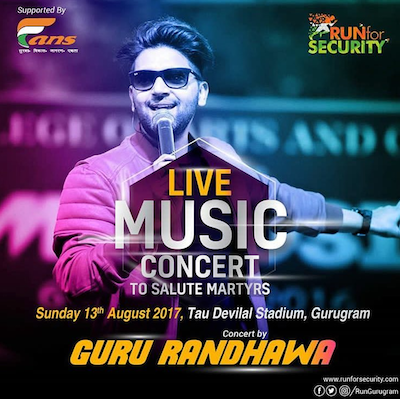 Supported By
Fans
RUN for
SECURITY
LIVE
MUSIC
CONCERT
TO SALUTE MARTYRS
Sunday 13th August 2017, Tau Devilal Stadium, Gurugram
Concert by
GURU RANDHAWA
www.runforsecurity.com
/RunGurugram